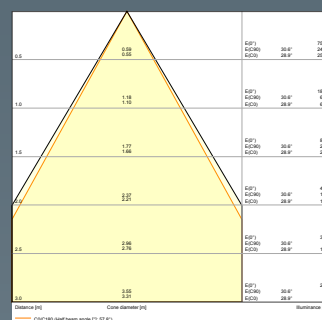 0.59
0.55
E(0°)
E(C90) 30.6°
0.5 E(C0) 28.9°
1.18
1.10
E(0°)
E(C90) 30.6°
1.0 E(C0) 28.9°
1.77
1.66
E(0°)
E(C90) 30.6°
1.5 E(C0) 28.9°
2.37
2.21
E(0°)
E(C90) 30.6°
2.0 E(C0) 28.9°
2.96
2.76
E(0°)
E(C90) 30.6°
2.5 E(C0) 28.9°
3.55
3.31
E(0°)
E(C90) 30.6°
3.0 E(C0) 28.9°
Distance [m] Cone diameter [m] Illuminance